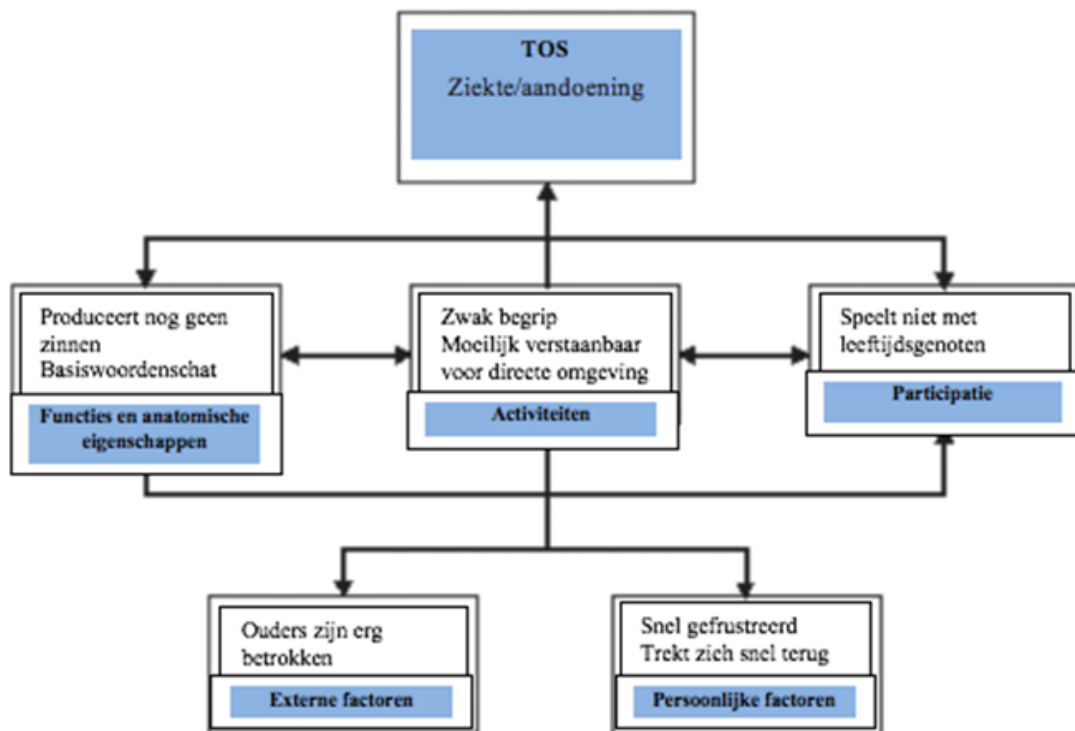 TOS
Ziekte/aandoening
Produceert nog geen
zinnen
Basiswoordenschat
Functies en anatomische
eigenschappen
Zwak begrip
Moeilijk verstaanbaar
voor directe omgeving
Activiteiten
Speelt niet met
leeftijdsgenoten
Participatie
Ouders zijn erg
betrokken
Externe factoren
Snel gefrustreerd
Trekt zich snel terug
Persoonlijke factoren